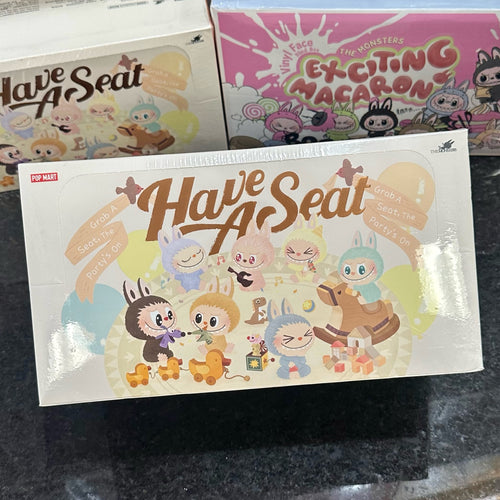 Have
A Seat
THE MONSTERS
Vinyl Face
EXCITING
MACARON
POP MART
Have
A Seat
Grab A
Seat, The
Party's On
Grab A
Seat, The
Party's On